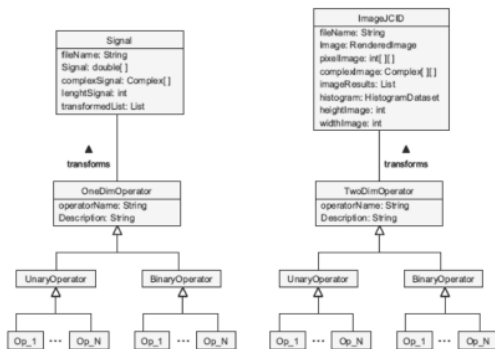 Signal
fileName: String
Signal: double[ ]
complexSignal: Complex[ ]
lenghtSignal: int
transformedList: List
▲
transforms
OneDimOperator
operatorName: String
Description: String
UnaryOperator
BinaryOperator
Op_1 ··· Op_N
Op_1 ··· Op_N
ImageJCID
fileName: String
Image: RenderedImage
pixelImage: int[ ][ ]
complexImage: Complex[ ][ ]
imageResults: List
histogram: HistogramDataset
heightImage: int
widthImage: int
▲
transforms
TwoDimOperator
operatorName: String
Description: String
UnaryOperator
BinaryOperator
Op_1 ··· Op_N
Op_1 ··· Op_N